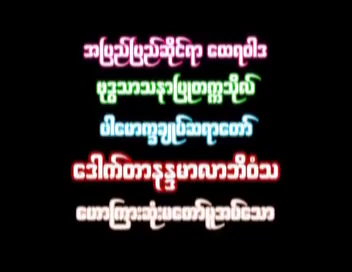 အပြည်ပြည်ဆိုင်ရာ ထေရဝါဒ
ဗုဒ္ဓသာသနာပြုတက္ကသိုလ်
ပါမောက္ခချုပ်ဆရာတော်
ဒေါက်တာနန္ဒမာလာဘိဝံသ
ဟောကြားဆုံးမတော်မူအပ်သော